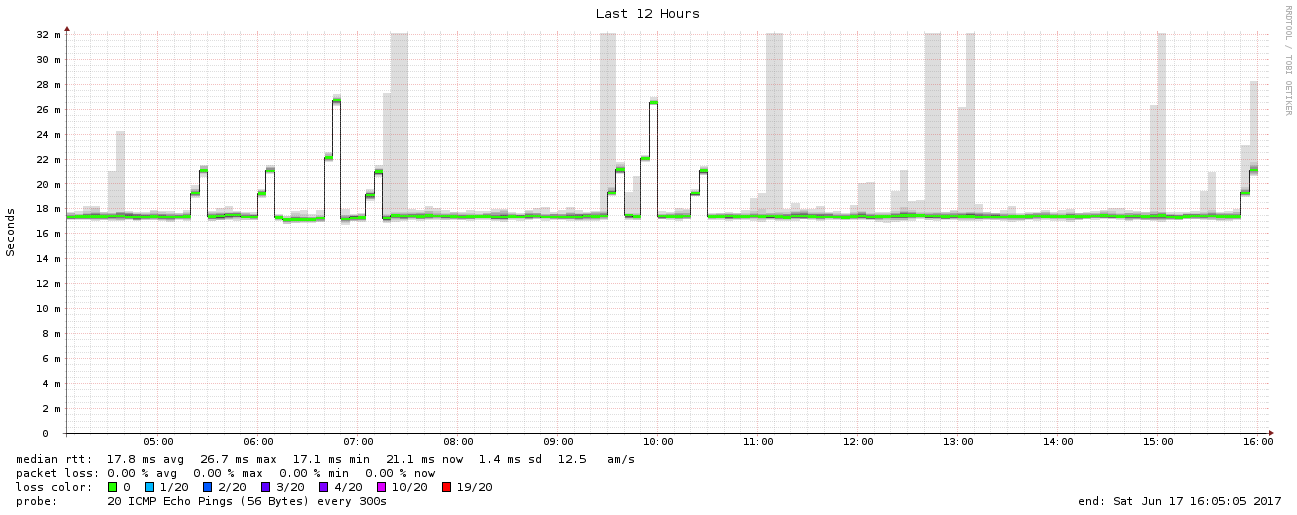 Last 12 Hours
RRDTOOL / TOBI OETIKER
Seconds
32 m
30 m
28 m
26 m
24 m
22 m
20 m
18 m
16 m
14 m
12 m
10 m
8 m
6 m
4 m
2 m
0
05:00 06:00 07:00 08:00 09:00 10:00 11:00 12:00 13:00 14:00 15:00 16:00
median rtt: 17.8 ms avg 26.7 ms max 17.1 ms min 21.1 ms now 1.4 ms sd 12.5 am/s
packet loss: 0.00 % avg 0.00 % max 0.00 % min 0.00 % now
loss color: 0 1/20 2/20 3/20 4/20 10/20 19/20
probe: 20 ICMP Echo Pings (56 Bytes) every 300s end: Sat Jun 17 16:05:05 2017